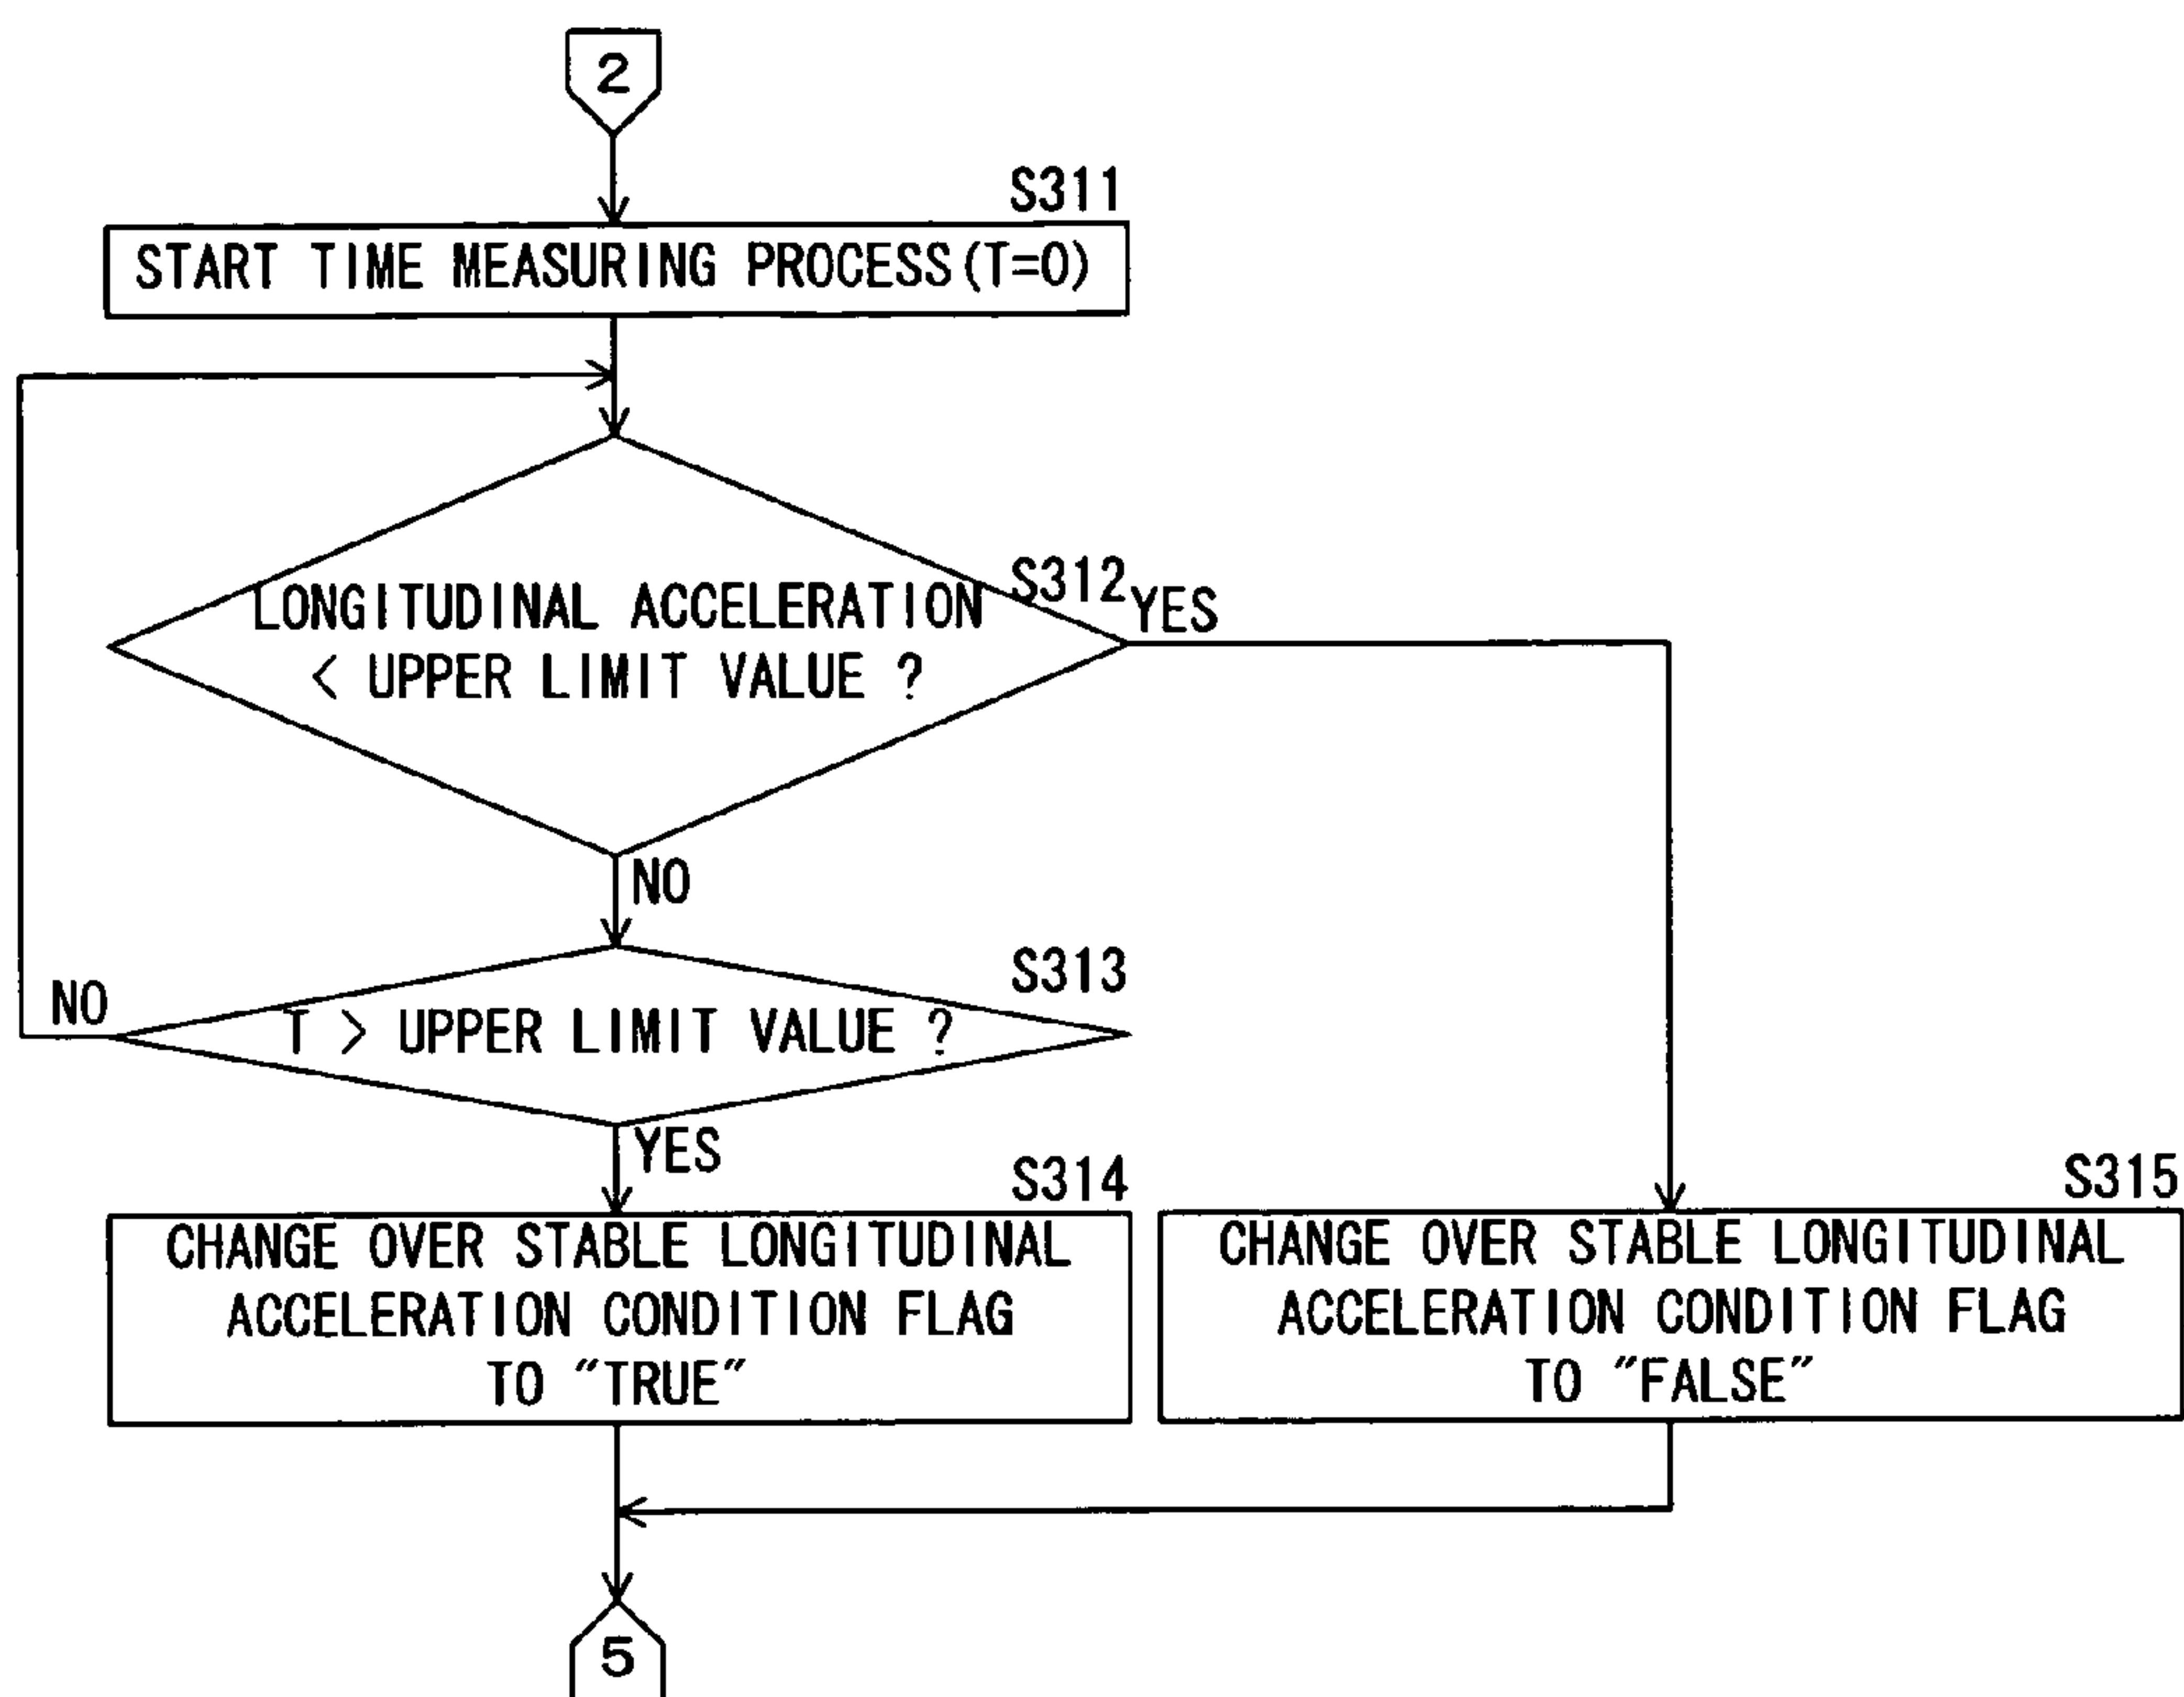 2
S311
START TIME MEASURING PROCESS(T=0)
S312
YES
LONGITUDINAL ACCELERATION
< UPPER LIMIT VALUE ?
NO
S313
NO
T > UPPER LIMIT VALUE ?
YES
S314
CHANGE OVER STABLE LONGITUDINAL
ACCELERATION CONDITION FLAG
TO "TRUE"
S315
CHANGE OVER STABLE LONGITUDINAL
ACCELERATION CONDITION FLAG
TO "FALSE"
5